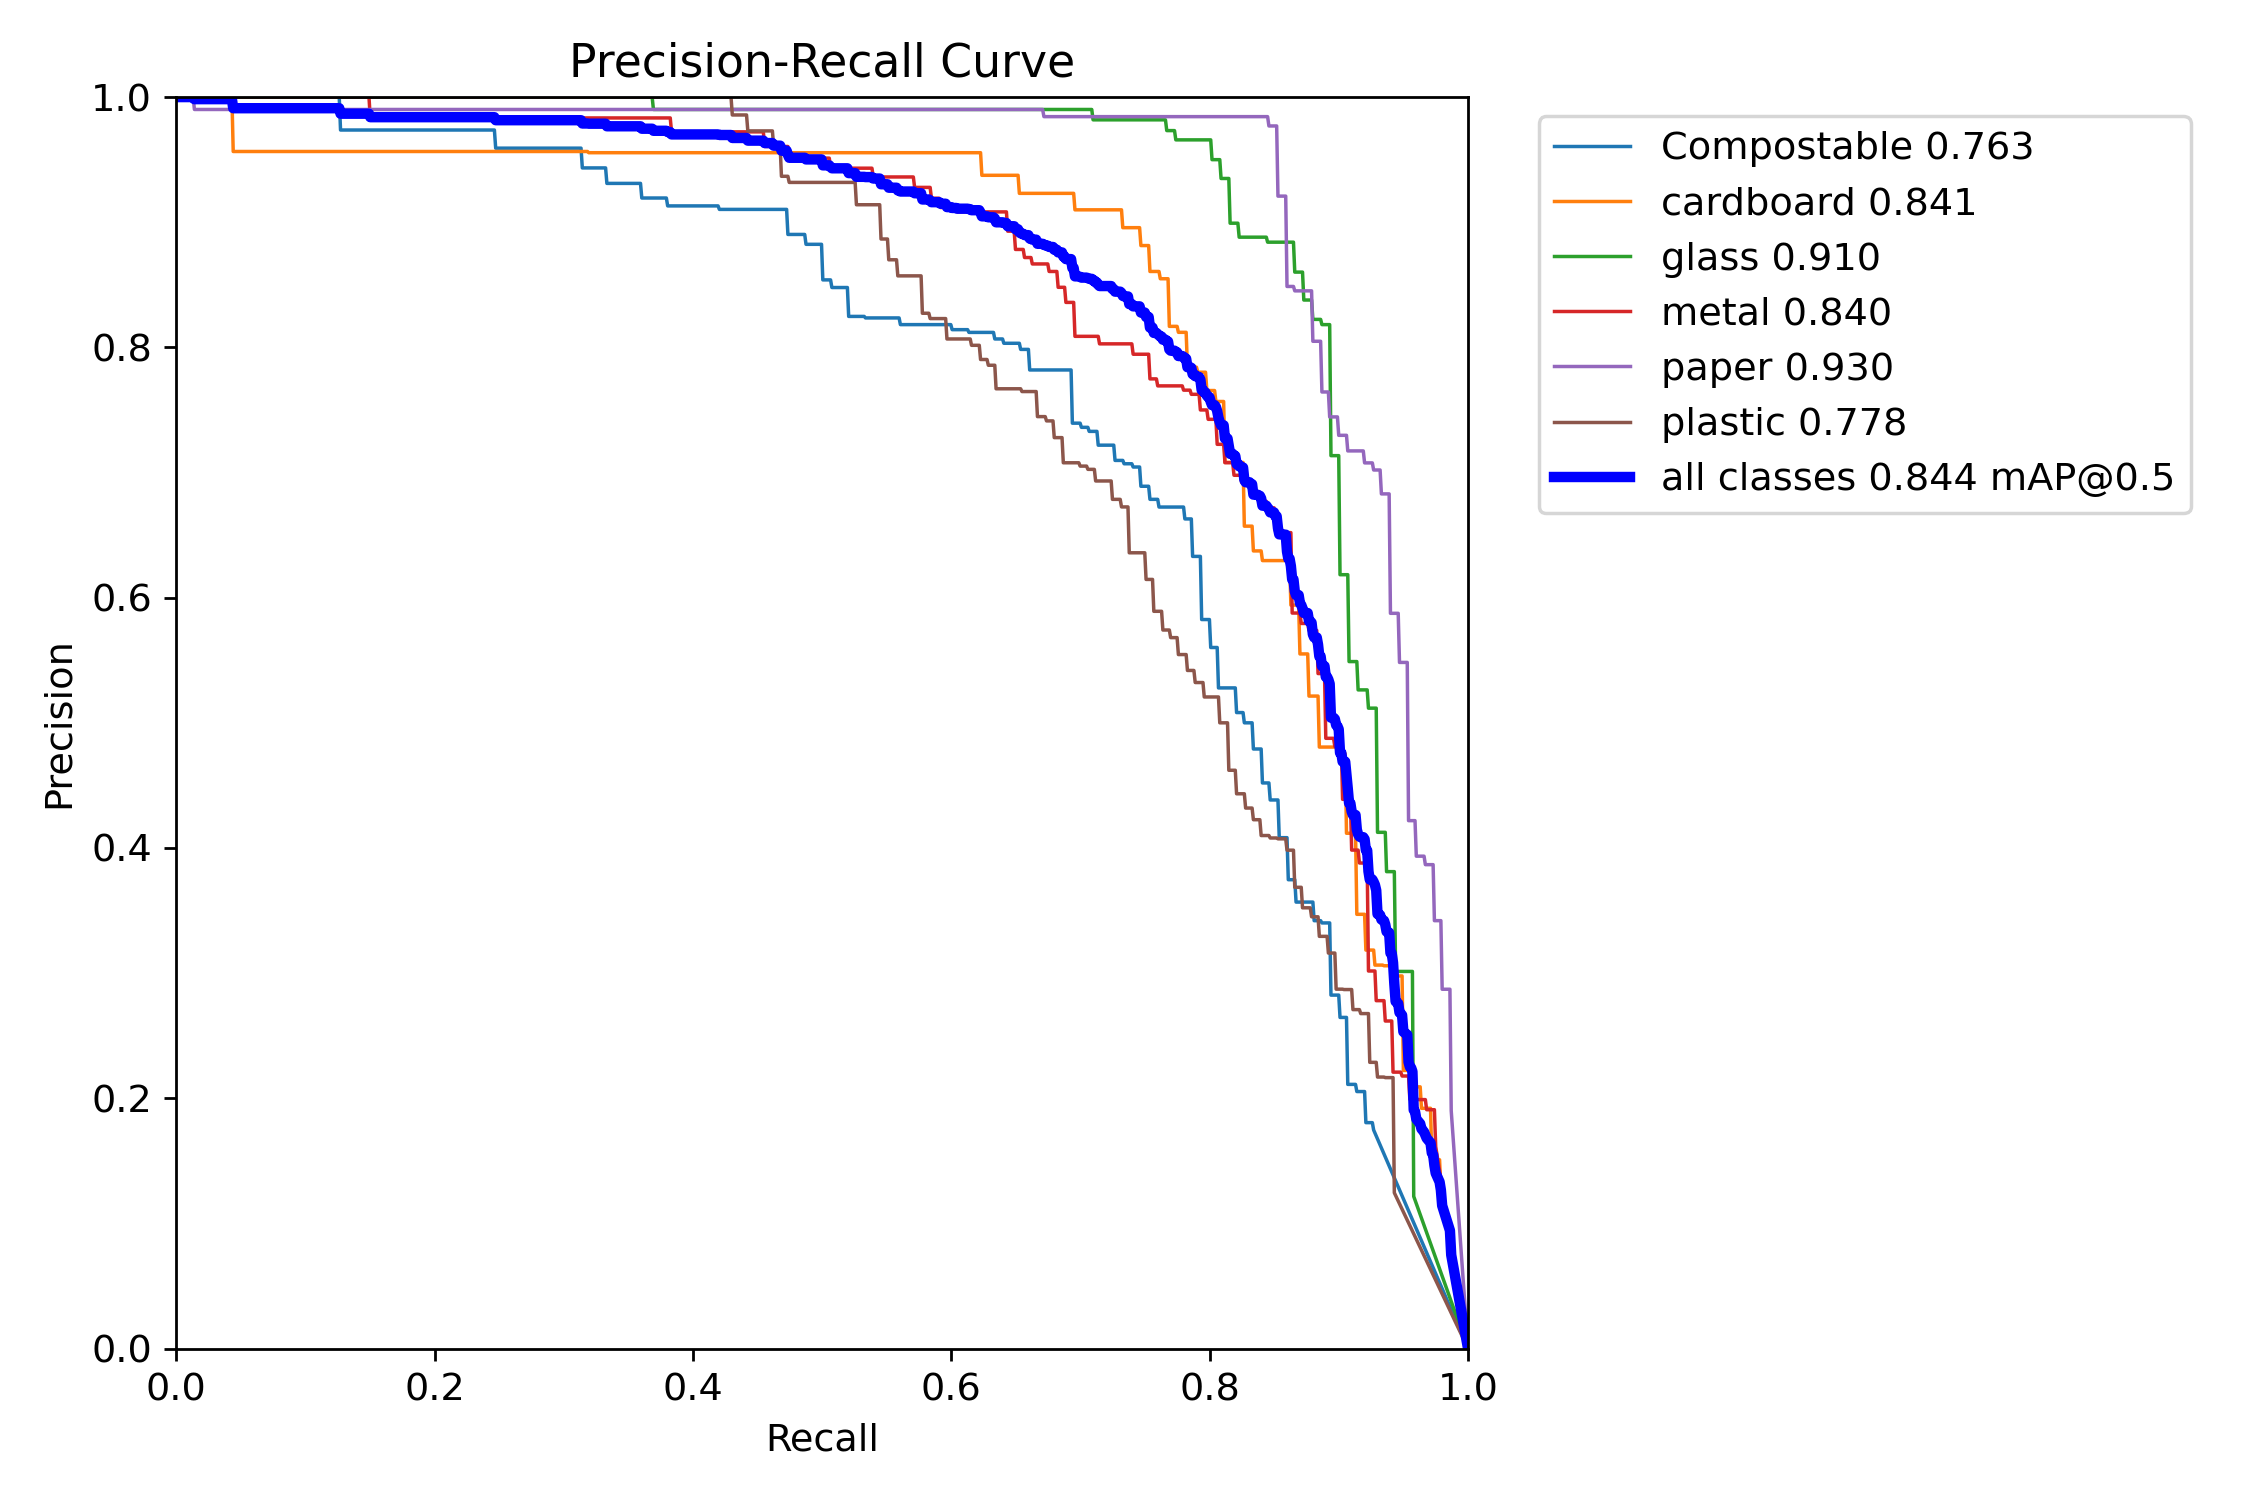 Precision-Recall Curve
1.0
0.8
0.6
0.4
0.2
0.0
Precision
0.0 0.2 0.4 0.6 0.8 1.0
Recall
Compostable 0.763
cardboard 0.841
glass 0.910
metal 0.840
paper 0.930
plastic 0.778
all classes 0.844 mAP@0.5